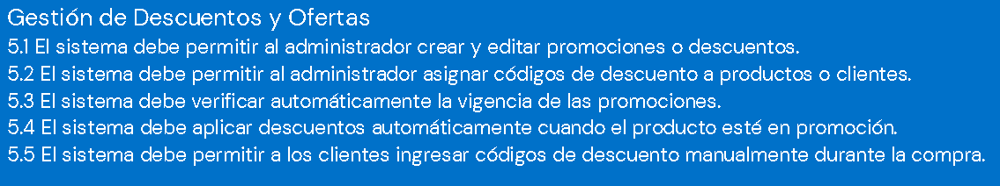 Gestión de Descuentos y Ofertas
5.1 El sistema debe permitir al administrador crear y editar promociones o descuentos.
5.2 El sistema debe permitir al administrador asignar códigos de descuento a productos o clientes.
5.3 El sistema debe verificar automáticamente la vigencia de las promociones.
5.4 El sistema debe aplicar descuentos automáticamente cuando el producto esté en promoción.
5.5 El sistema debe permitir a los clientes ingresar códigos de descuento manualmente durante la compra.